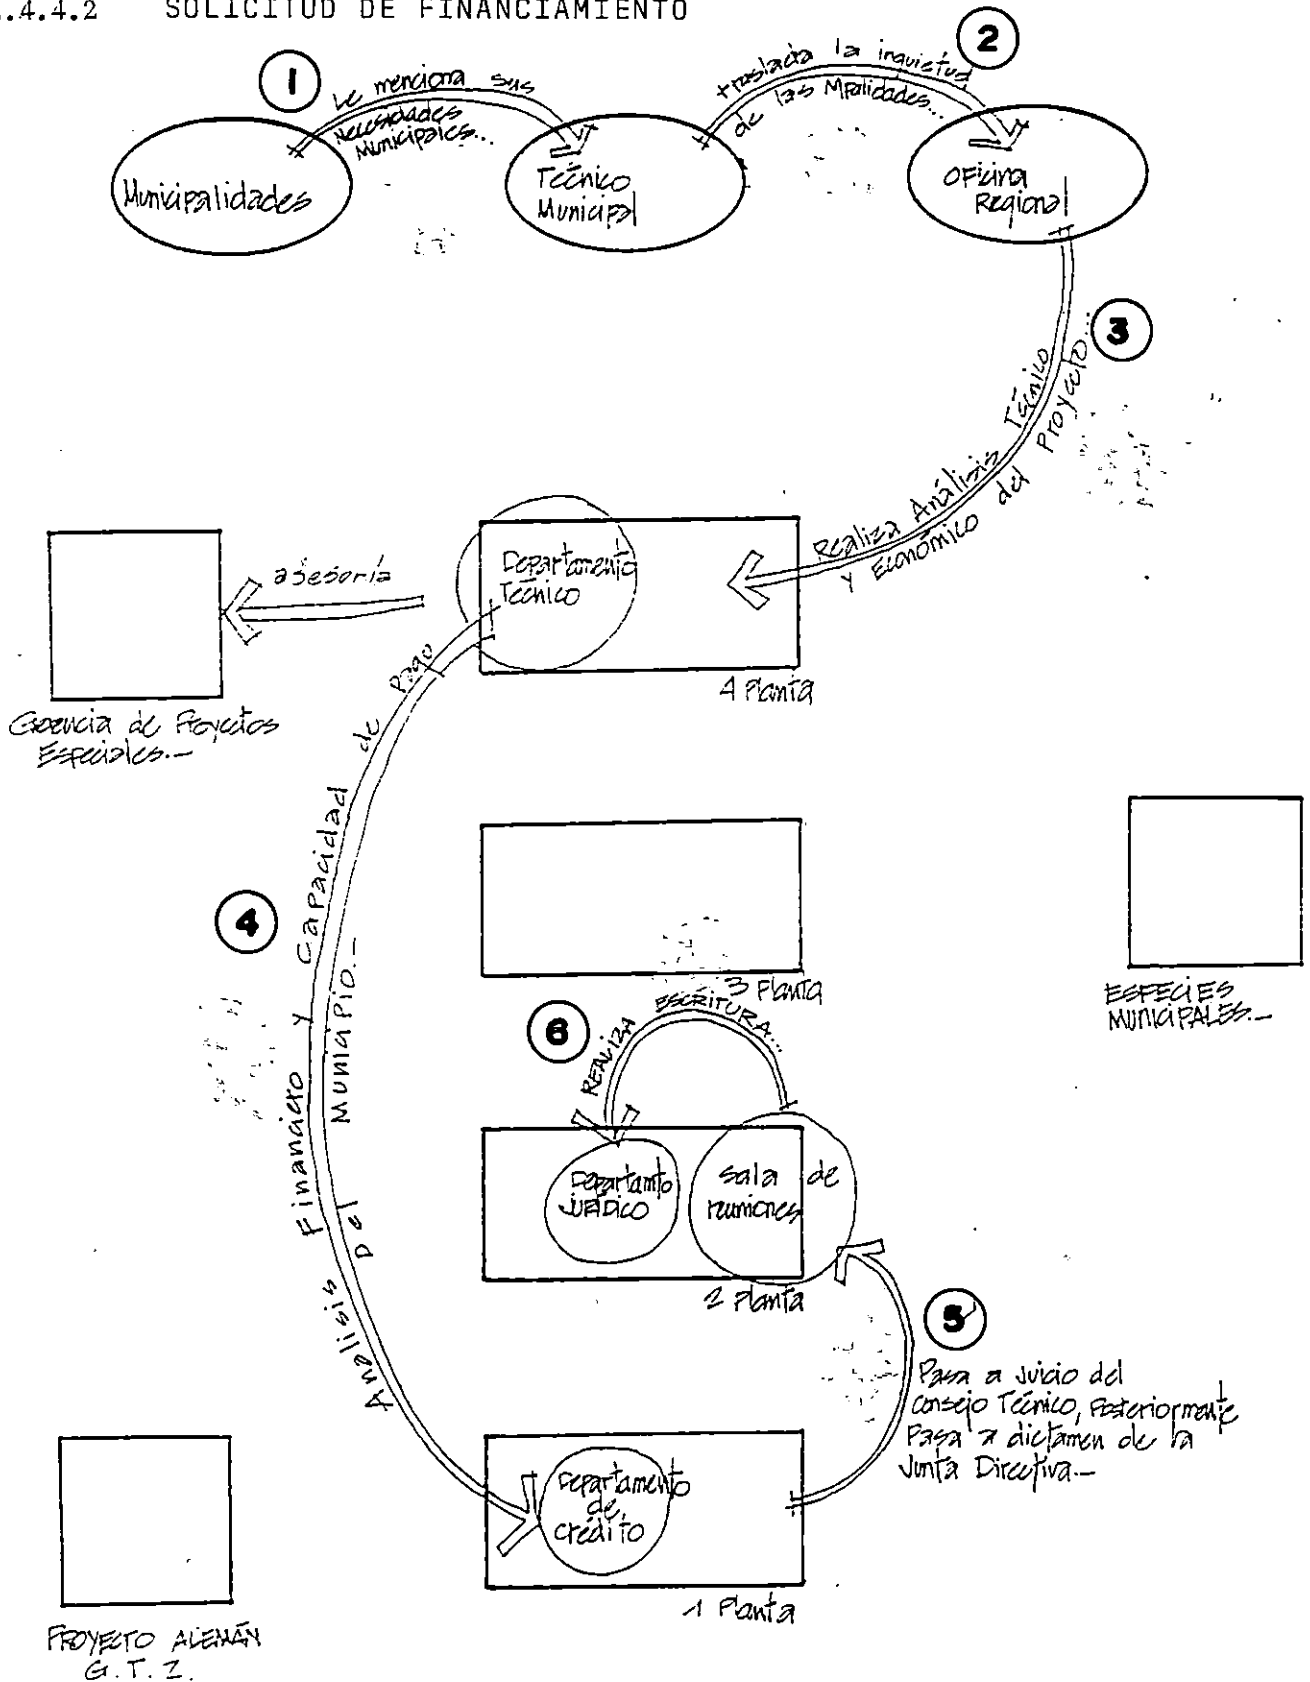 .4.4.2 SOLICITUD DE FINANCIAMIENTO
1
Le menciona sus
Necesidades
Municipales...
2
traslada la inquietud
de las Mpalidades...
Municipalidades
Técnico
Municipal
Oficina
Regional
3
Realiza Análisis Técnico
y Económico del Proyecto...
asesoría
Departamento
Técnico
4 Planta
Gerencia de Proyectos
Especiales.-
4
Analisis Financiero y Capacidad de Pago
Del Municipio.-
3 Planta
ESPECIES
MUNICIPALES.-
6
REALIZA ESCRITURA...
Departamto
JURÍDICO
Sala de
reuniones
2 Planta
5
Pasa a Juicio del
Consejo Técnico, Posteriormente
Pasa a dictamen de la
Junta Directiva.-
Departamento
de
Crédito
1 Planta
PROYECTO ALEMÁN
G.T.Z.